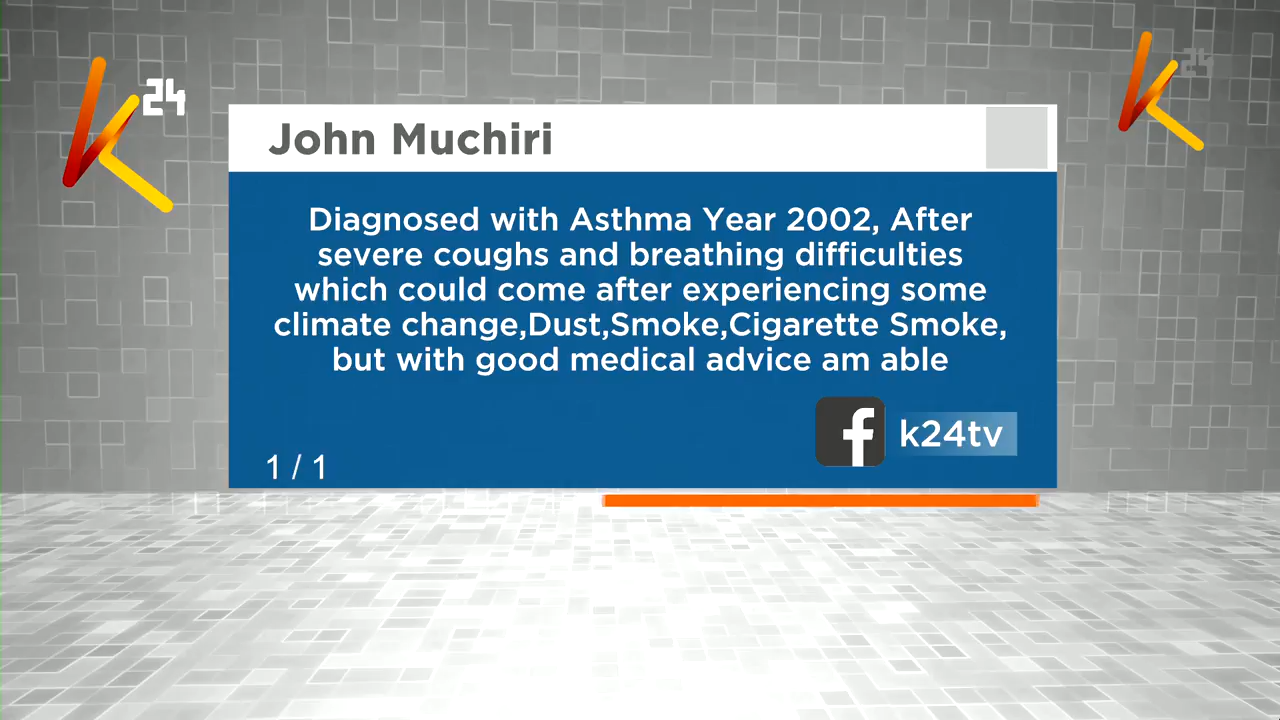 K24
K24
John Muchiri
Diagnosed with Asthma Year 2002, After
severe coughs and breathing difficulties
which could come after experiencing some
climate change,Dust,Smoke,Cigarette Smoke,
but with good medical advice am able
k24tv
1 / 1